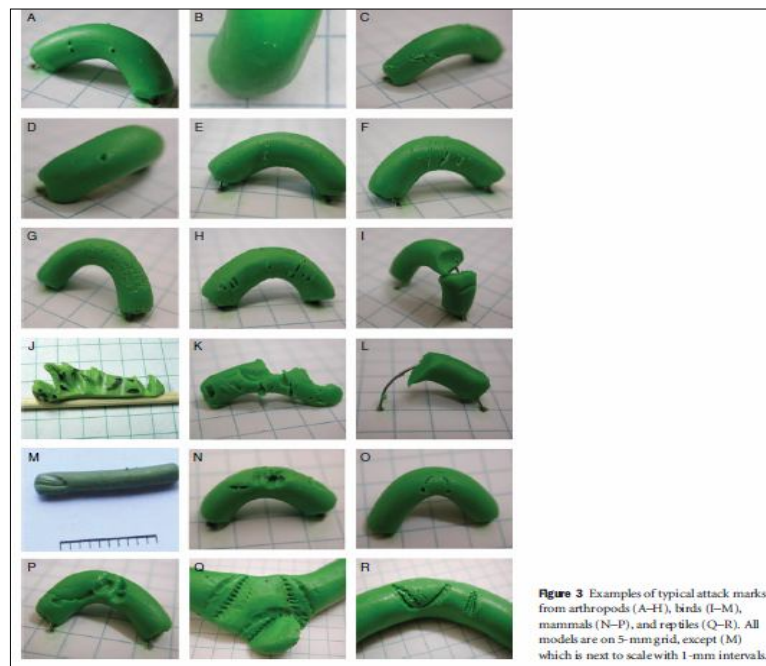 A
B
C
D
E
F
G
H
I
J
K
L
M
N
O
P
Q
R
Figure 3 Examples of typical attack marks
from arthropods (A–H), birds (I–M),
mammals (N–P), and reptiles (Q–R). All
models are on 5-mm grid, except (M)
which is next to scale with 1-mm intervals.